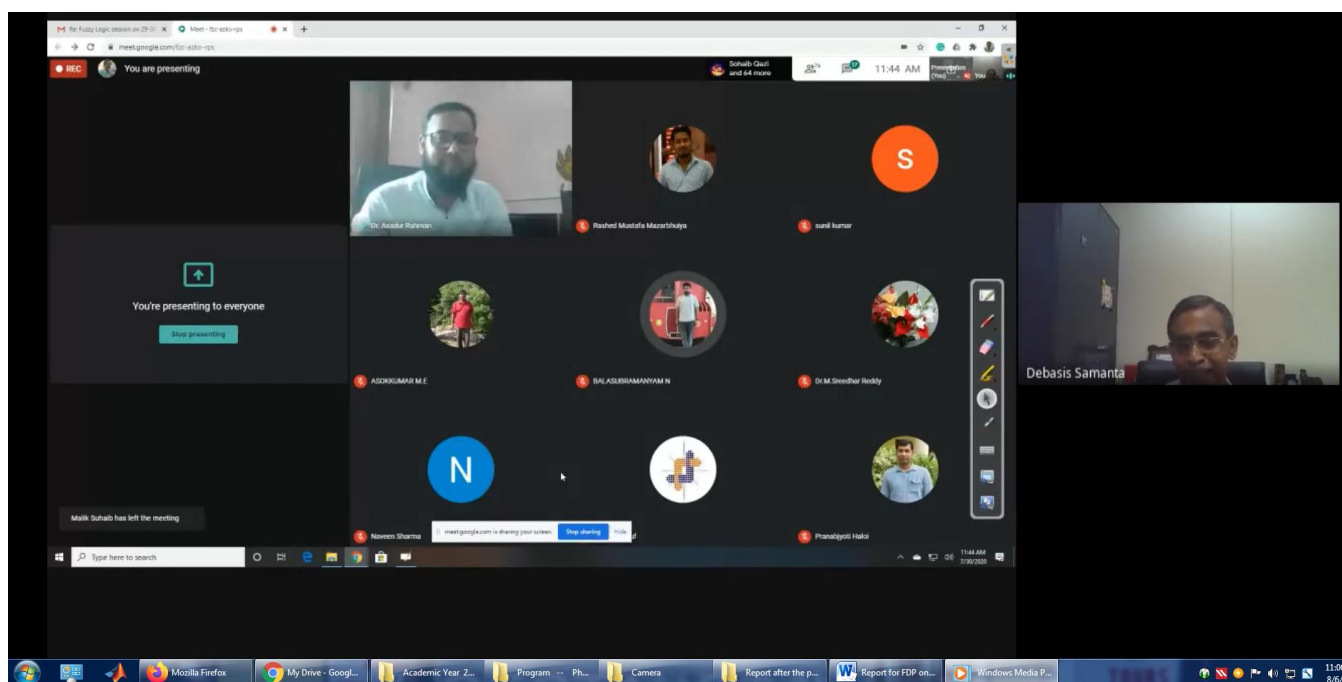 Re: Fuzzy Logic session on 29-31
Meet - fzc-azko-rps
meet.google.com/fzc-azko-rps
REC
You are presenting
Sohaib Qazi
and 64 more
76
17
11:44 AM
Presentation
(You)
You
Dr. Asadur Rahman
Rashed Mustafa Mazarbhuiya
S
sunil kumar
You're presenting to everyone
Stop presenting
ASOKKUMAR M.E
BALASUBRAMANYAM N
Dr.M.Sreedhar Reddy
Debasis Samanta
N
Malik Suhaib has left the meeting
Naveen Sharma
meet.google.com is sharing your screen.
Stop sharing
Hide
Pranabjyoti Haloi
Type here to search
11:44 AM
7/30/2020
Mozilla Firefox
My Drive - Googl...
Academic Year 2...
Program -- Ph...
Camera
Report after the p...
Report for FDP on...
Windows Media P...